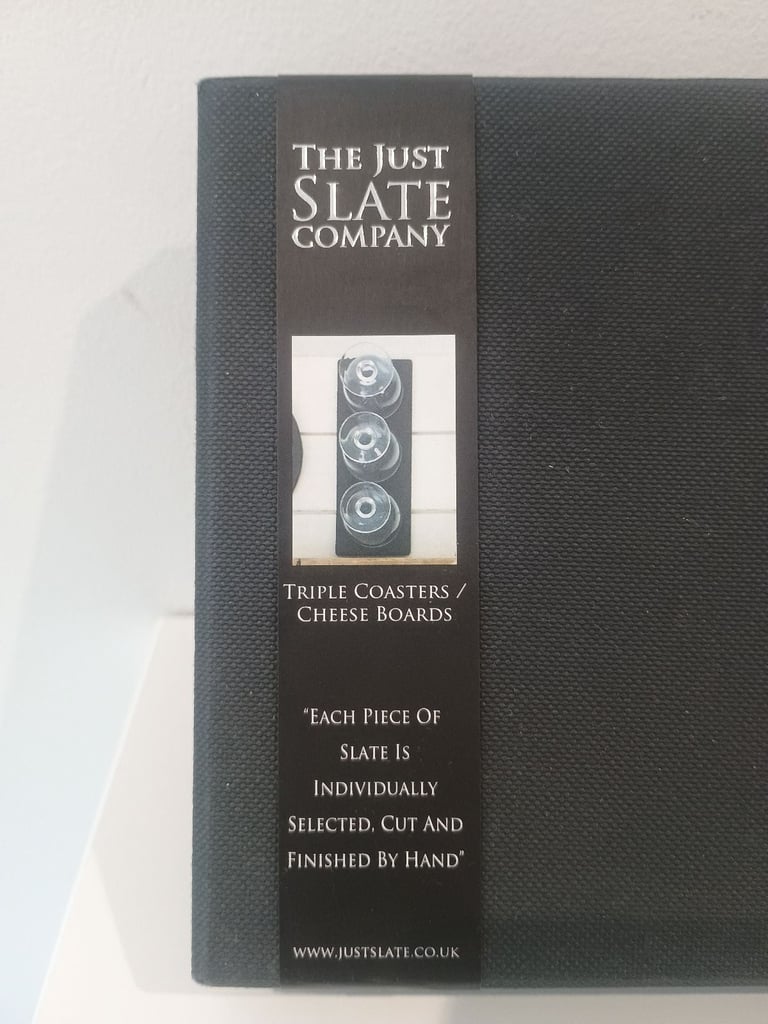 THE JUST
SLATE
COMPANY
TRIPLE COASTERS /
CHEESE BOARDS
"EACH PIECE OF
SLATE IS
INDIVIDUALLY
SELECTED, CUT AND
FINISHED BY HAND"
WWW.JUSTSLATE.CO.UK